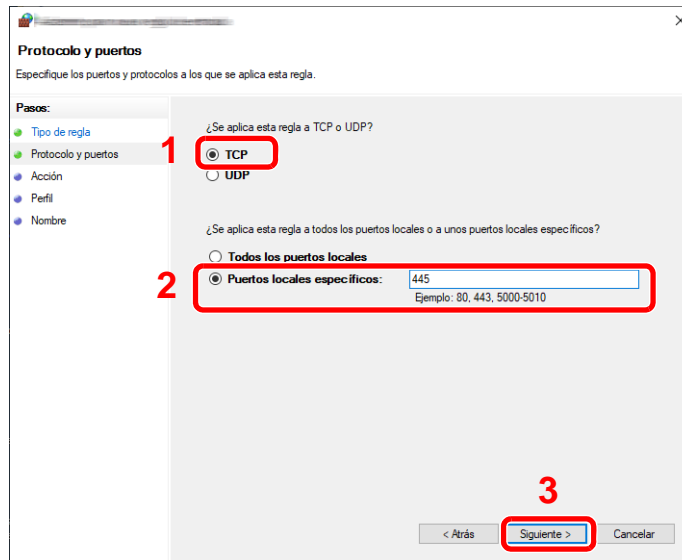 Protocolo y puertos
Especifique los puertos y protocolos a los que se aplica esta regla.
Pasos:
Tipo de regla
Protocolo y puertos
Acción
Perfil
Nombre
¿Se aplica esta regla a TCP o UDP?
1
TCP
UDP
¿Se aplica esta regla a todos los puertos locales o a unos puertos locales específicos?
Todos los puertos locales
2
Puertos locales específicos: 445
Ejemplo: 80, 443, 5000-5010
3
< Atrás Siguiente > Cancelar